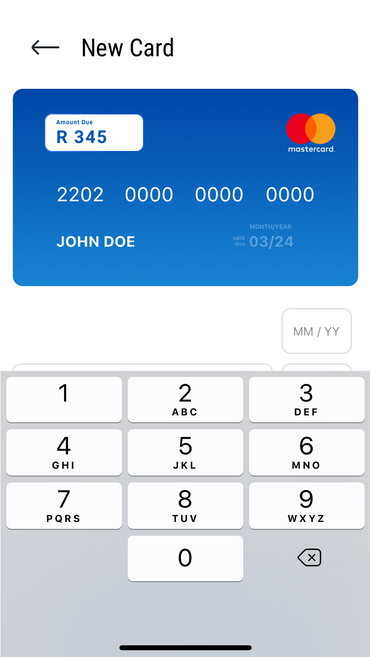 New Card
Amount Due
R 345
mastercard
2202 0000 0000 0000
MONTH/YEAR
JOHN DOE
VALID THRU 03/24
MM / YY
1 2 3
ABC DEF
4 5 6
GHI JKL MNO
7 8 9
PQRS TUV WXYZ
0